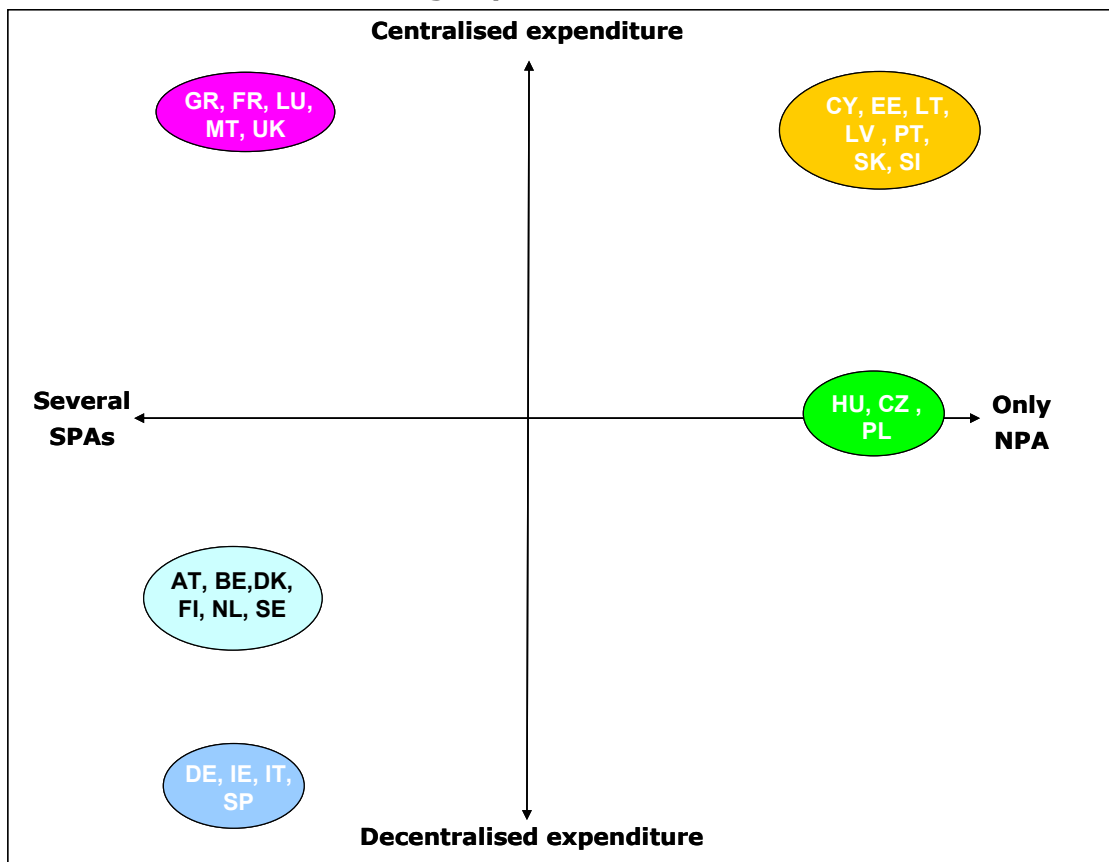 Centralised expenditure
GR, FR, LU,
MT, UK
CY, EE, LT,
LV , PT,
SK, SI
Several
SPAs
HU, CZ ,
PL
Only
NPA
AT, BE,DK,
FI, NL, SE
DE, IE, IT,
SP
Decentralised expenditure